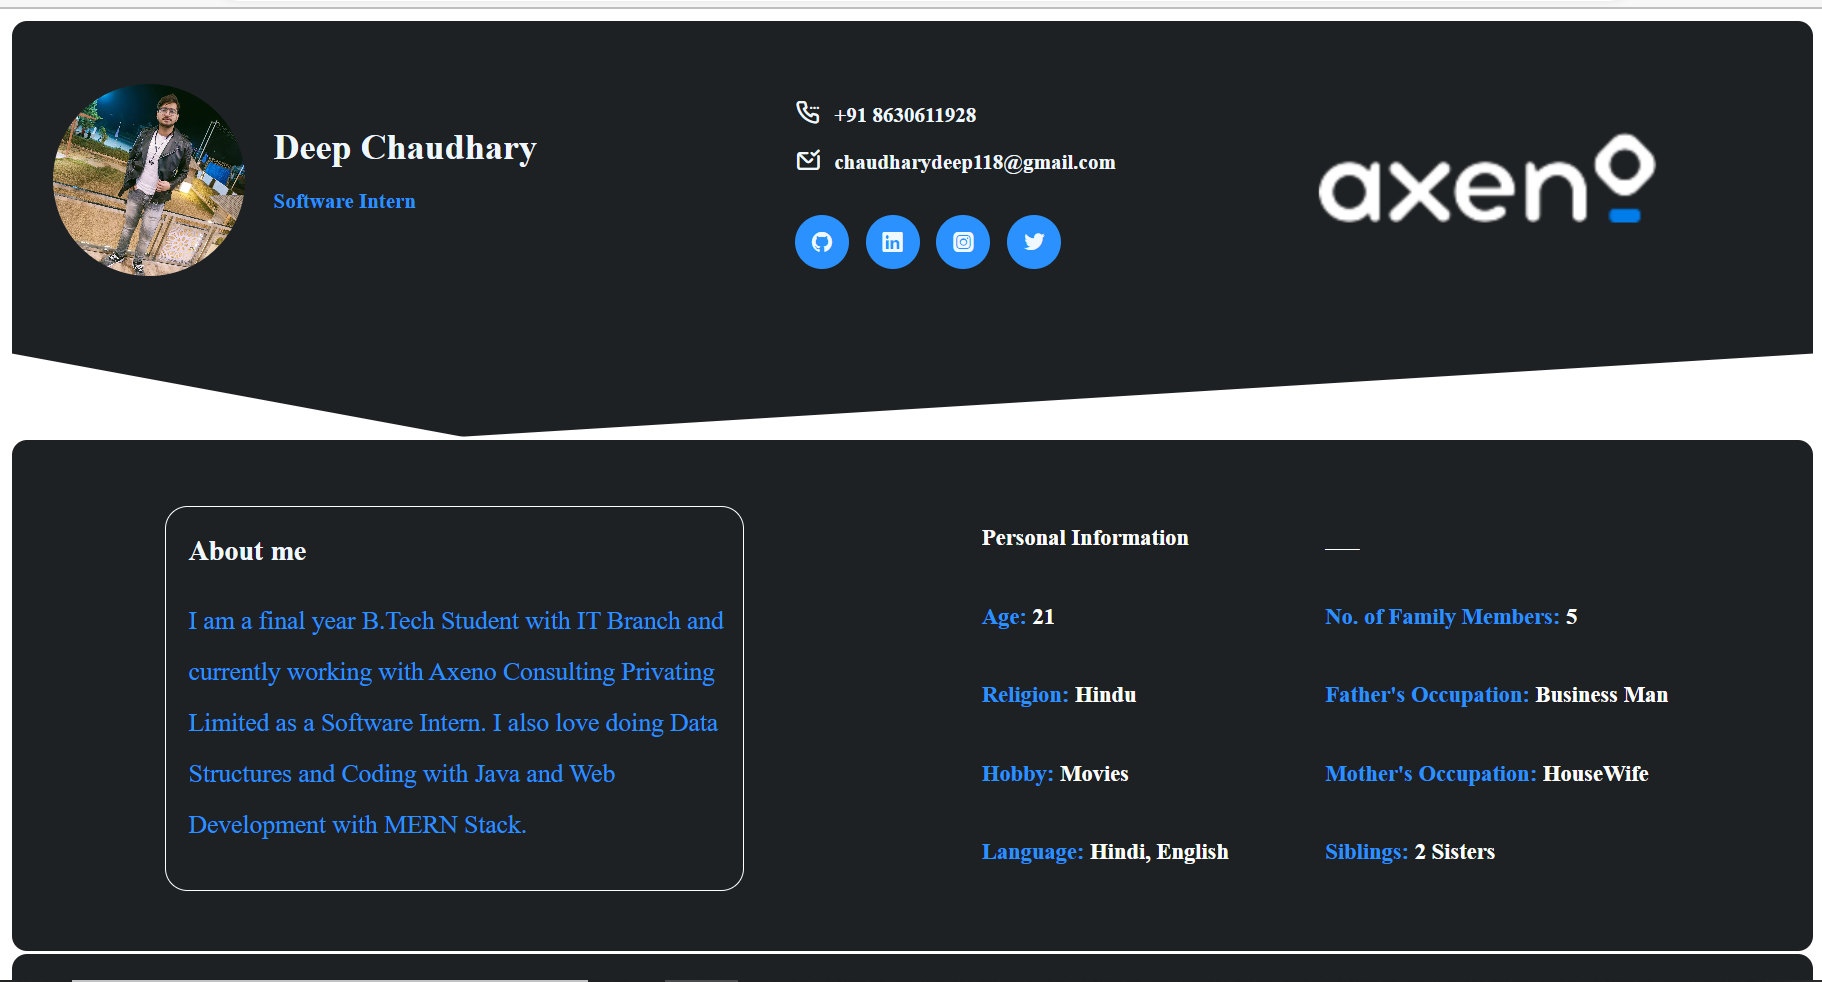 Deep Chaudhary
Software Intern
+91 8630611928
chaudharydeep118@gmail.com
axeno
About me
I am a final year B.Tech Student with IT Branch and
currently working with Axeno Consulting Privating
Limited as a Software Intern. I also love doing Data
Structures and Coding with Java and Web
Development with MERN Stack.
Personal Information
___
Age: 21
No. of Family Members: 5
Religion: Hindu
Father's Occupation: Business Man
Hobby: Movies
Mother's Occupation: HouseWife
Language: Hindi, English
Siblings: 2 Sisters